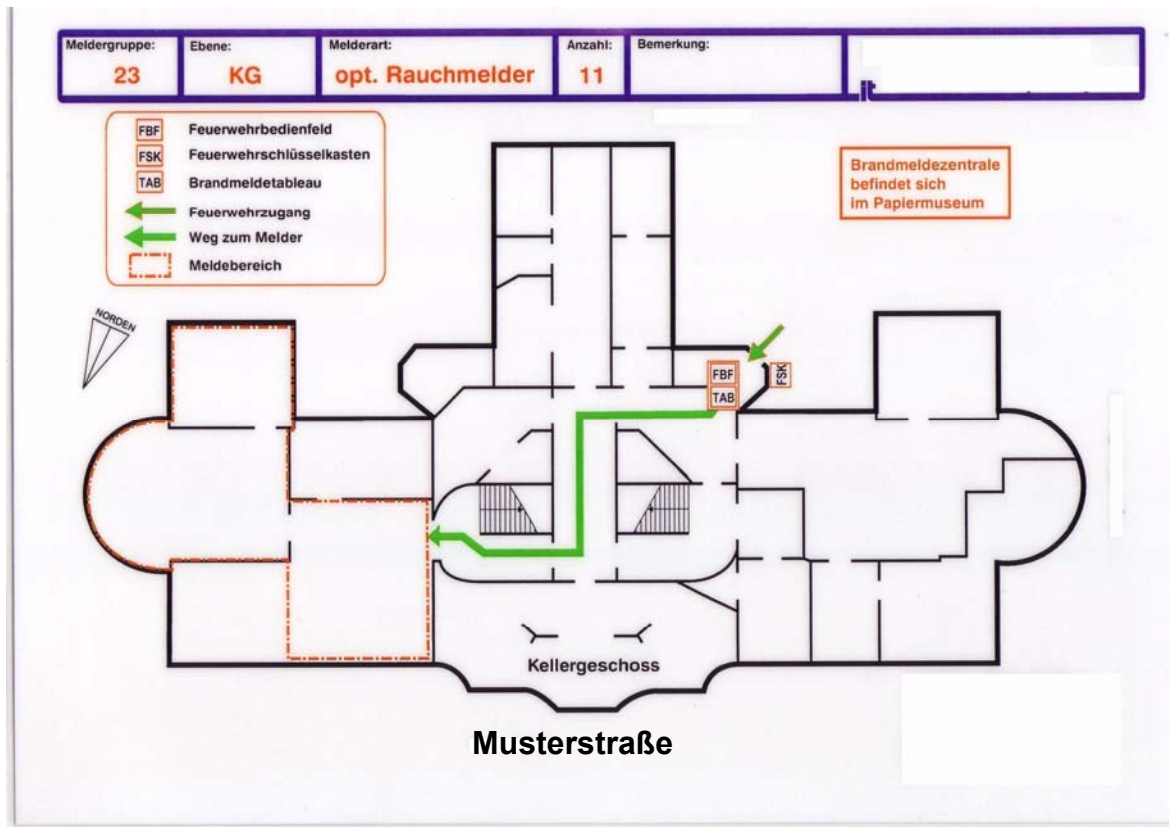 Meldergruppe:
Ebene:
Melderart:
Anzahl:
Bemerkung:
23
KG
opt. Rauchmelder
11
it
FBF
Feuerwehrbedienfeld
FSK
Feuerwehrschlüsselkasten
TAB
Brandmeldetableau
Feuerwehrzugang
Weg zum Melder
Meldebereich
Brandmeldezentrale
befindet sich
im Papiermuseum
NORDEN
FBF
TAB
FSK
Kellergeschoss
Musterstraße